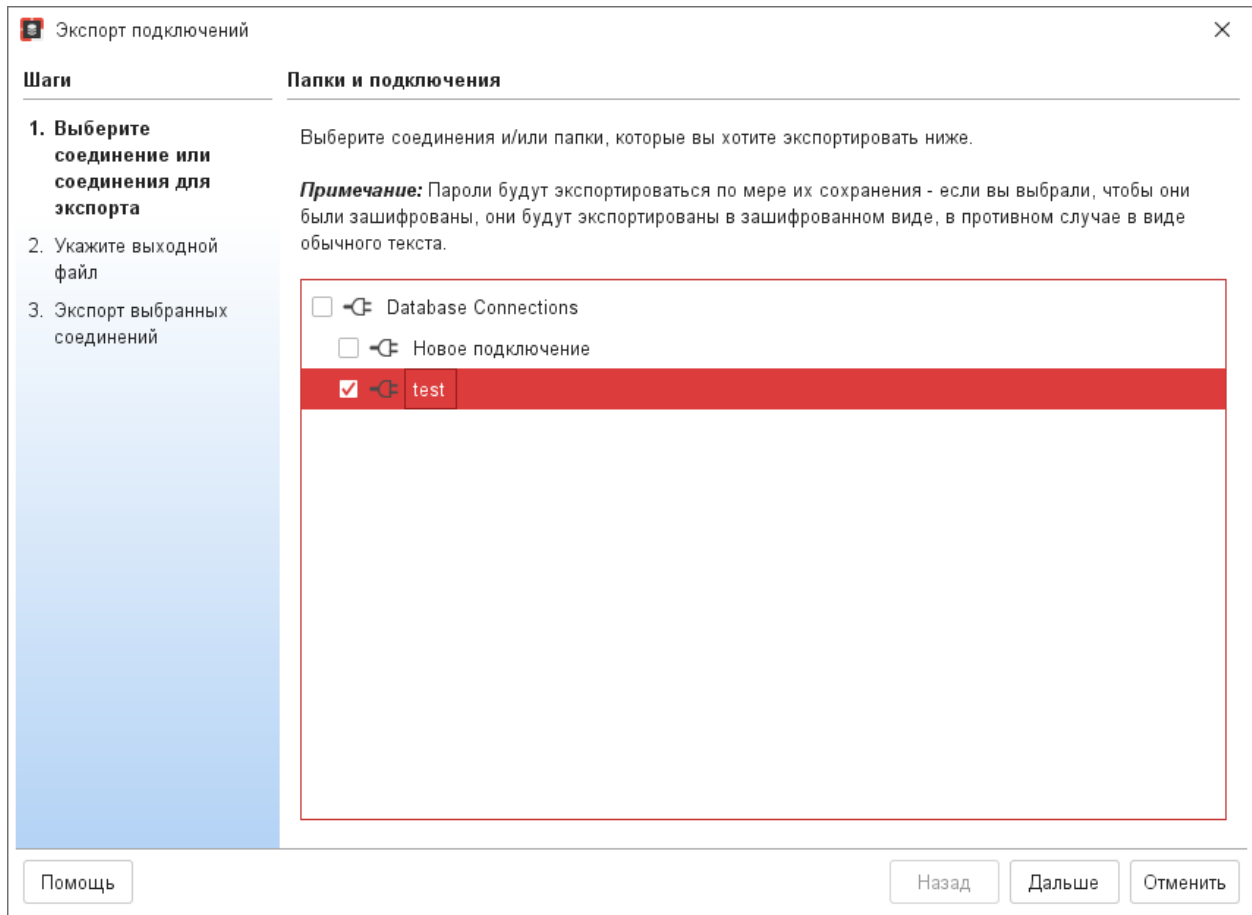 Экспорт подключений
Шаги
Папки и подключения
1. Выберите
соединение или
соединения для
экспорта
2. Укажите выходной
файл
3. Экспорт выбранных
соединений
Выберите соединения и/или папки, которые вы хотите экспортировать ниже.
Примечание: Пароли будут экспортироваться по мере их сохранения - если вы выбрали, чтобы они
были зашифрованы, они будут экспортированы в зашифрованном виде, в противном случае в виде
обычного текста.
Database Connections
Новое подключение
test
Помощь
Назад
Дальше
Отменить